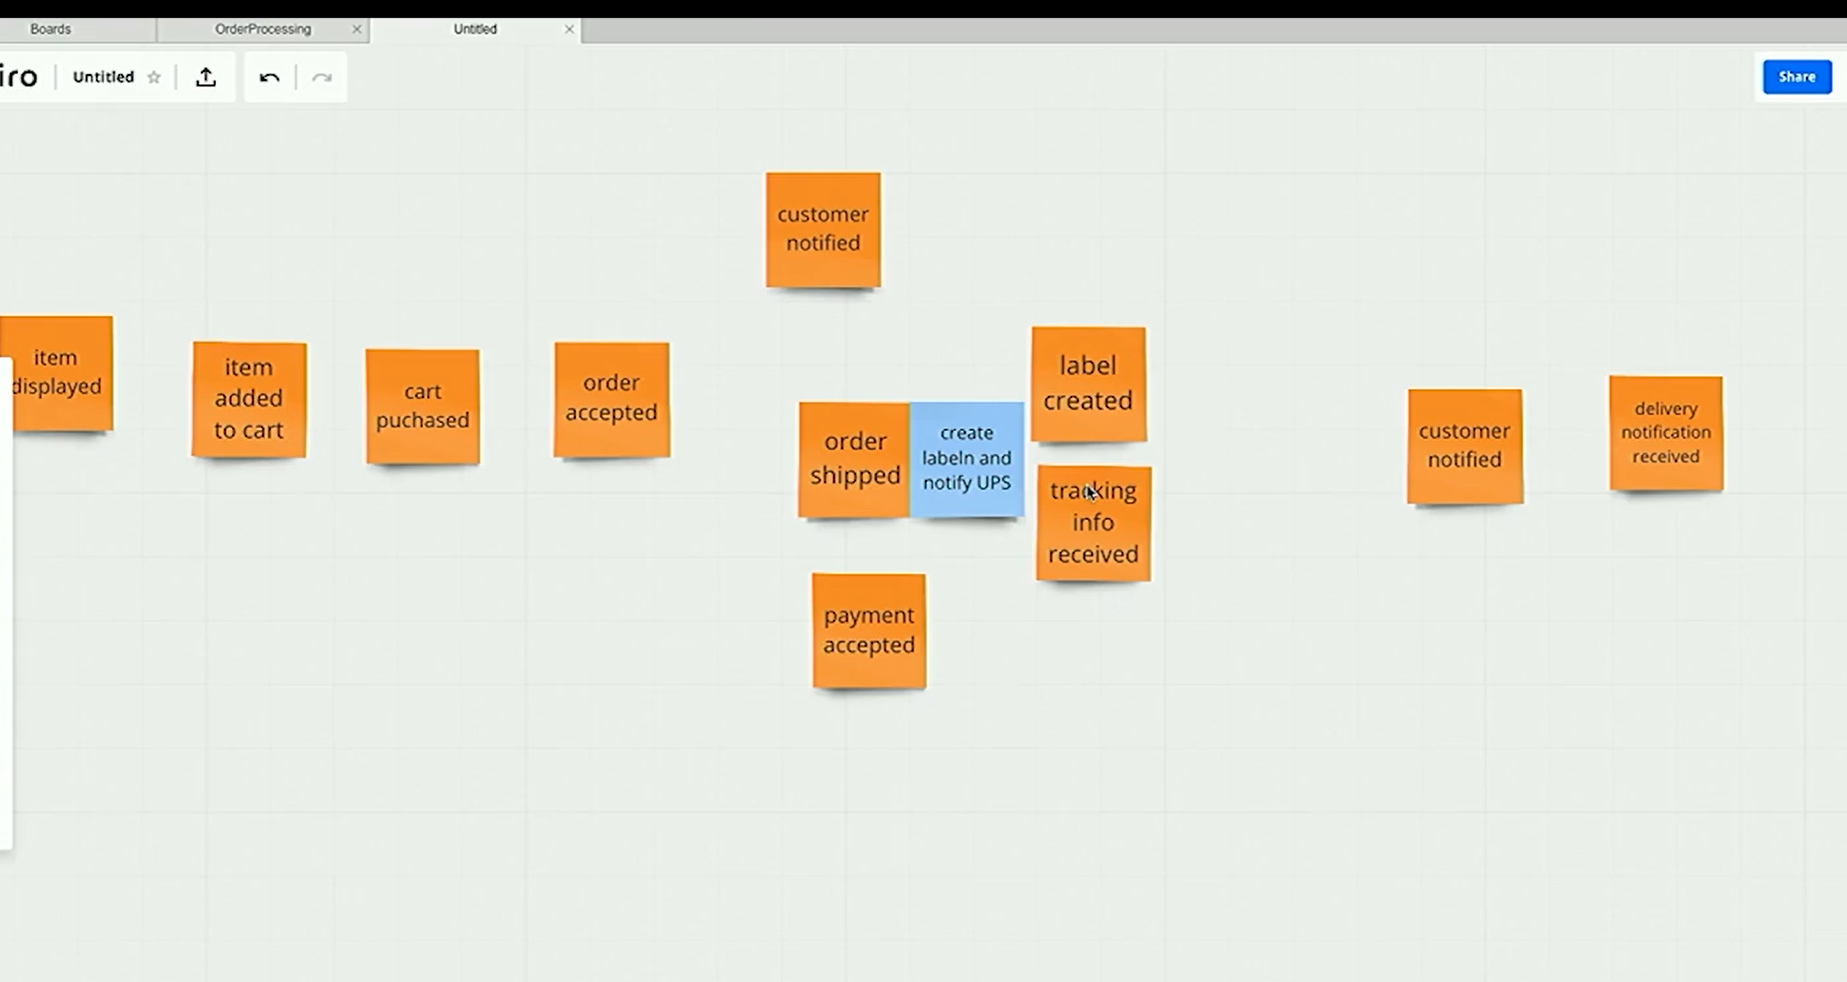 Boards
OrderProcessing
Untitled
iro
Untitled
Share
customer
notified
item
displayed
item
added
to cart
cart
puchased
order
accepted
order
shipped
create
labeln and
notify UPS
label
created
tracking
info
received
payment
accepted
customer
notified
delivery
notification
received